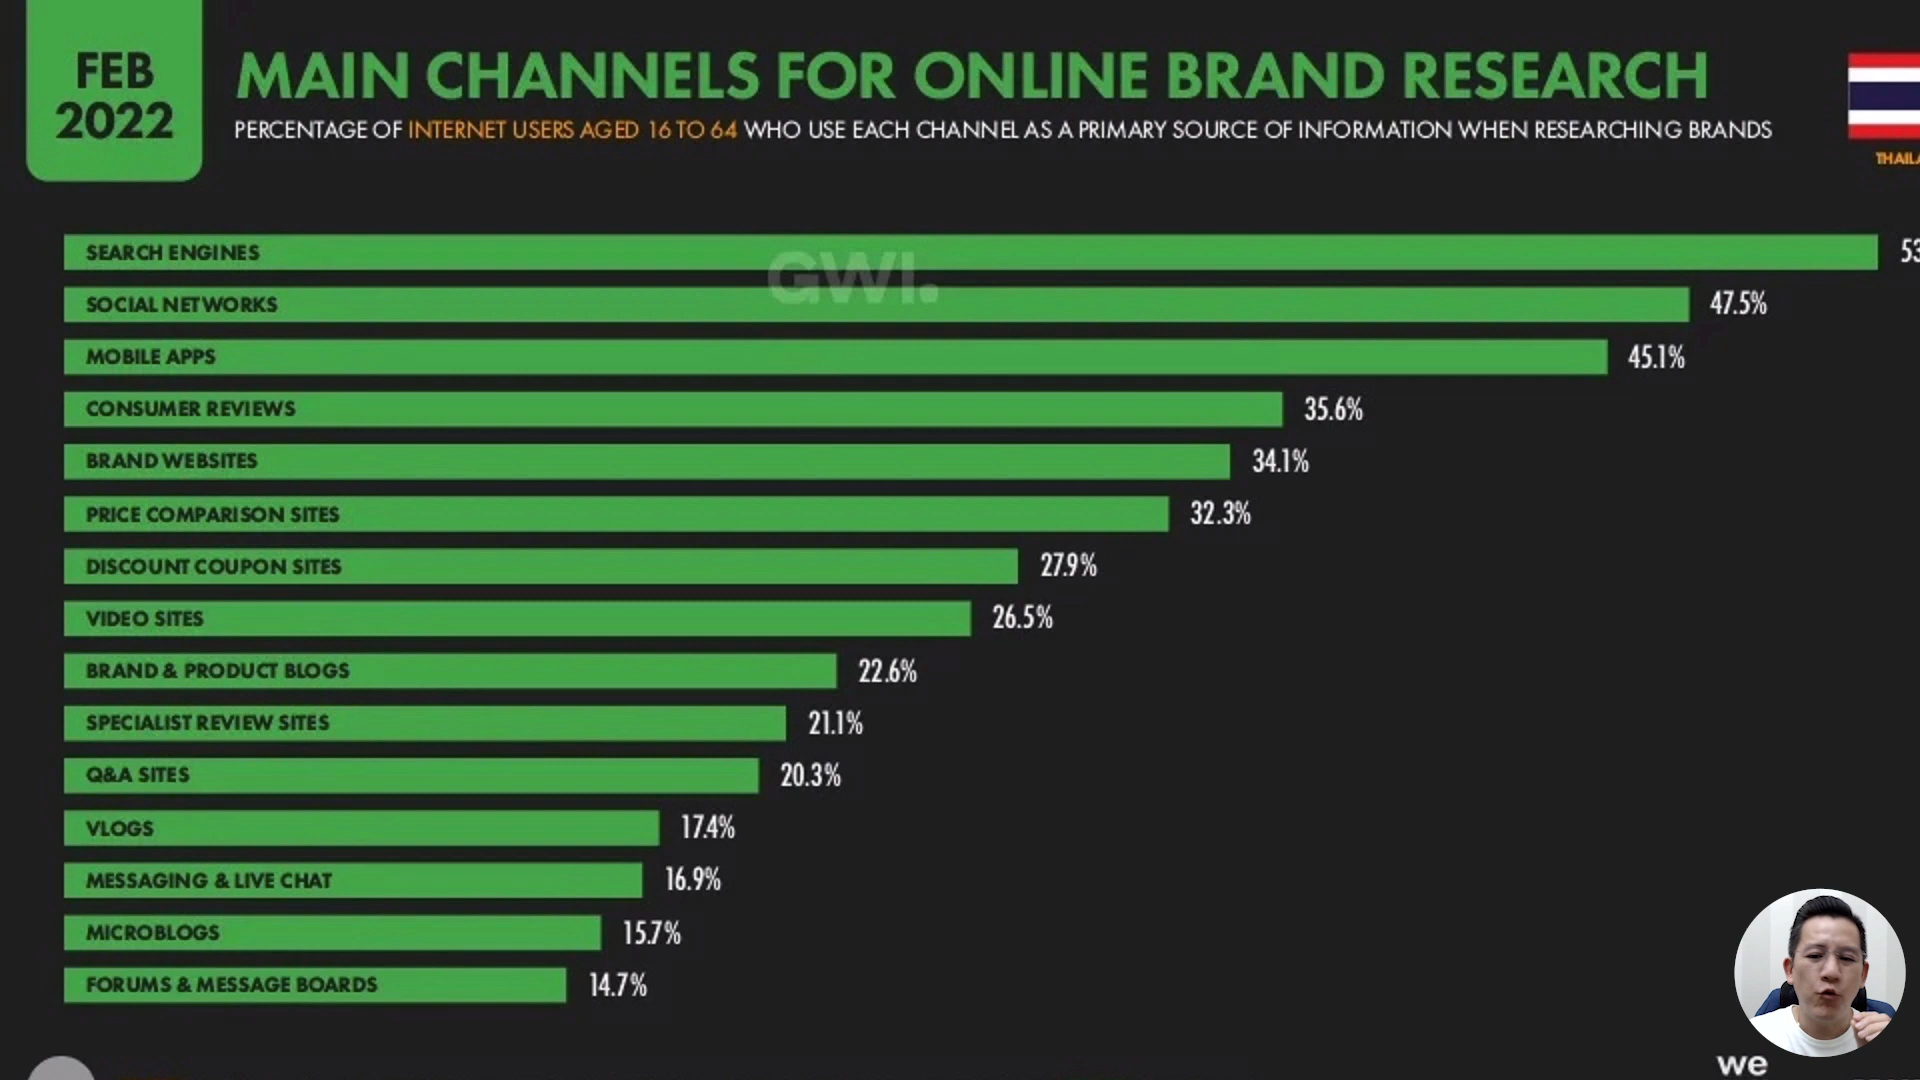 FEB
2022
MAIN CHANNELS FOR ONLINE BRAND RESEARCH
PERCENTAGE OF INTERNET USERS AGED 16 TO 64 WHO USE EACH CHANNEL AS A PRIMARY SOURCE OF INFORMATION WHEN RESEARCHING BRANDS
THAILA
SEARCH ENGINES 53
GWI.
SOCIAL NETWORKS 47.5%
MOBILE APPS 45.1%
CONSUMER REVIEWS 35.6%
BRAND WEBSITES 34.1%
PRICE COMPARISON SITES 32.3%
DISCOUNT COUPON SITES 27.9%
VIDEO SITES 26.5%
BRAND & PRODUCT BLOGS 22.6%
SPECIALIST REVIEW SITES 21.1%
Q&A SITES 20.3%
VLOGS 17.4%
MESSAGING & LIVE CHAT 16.9%
MICROBLOGS 15.7%
FORUMS & MESSAGE BOARDS 14.7%
we